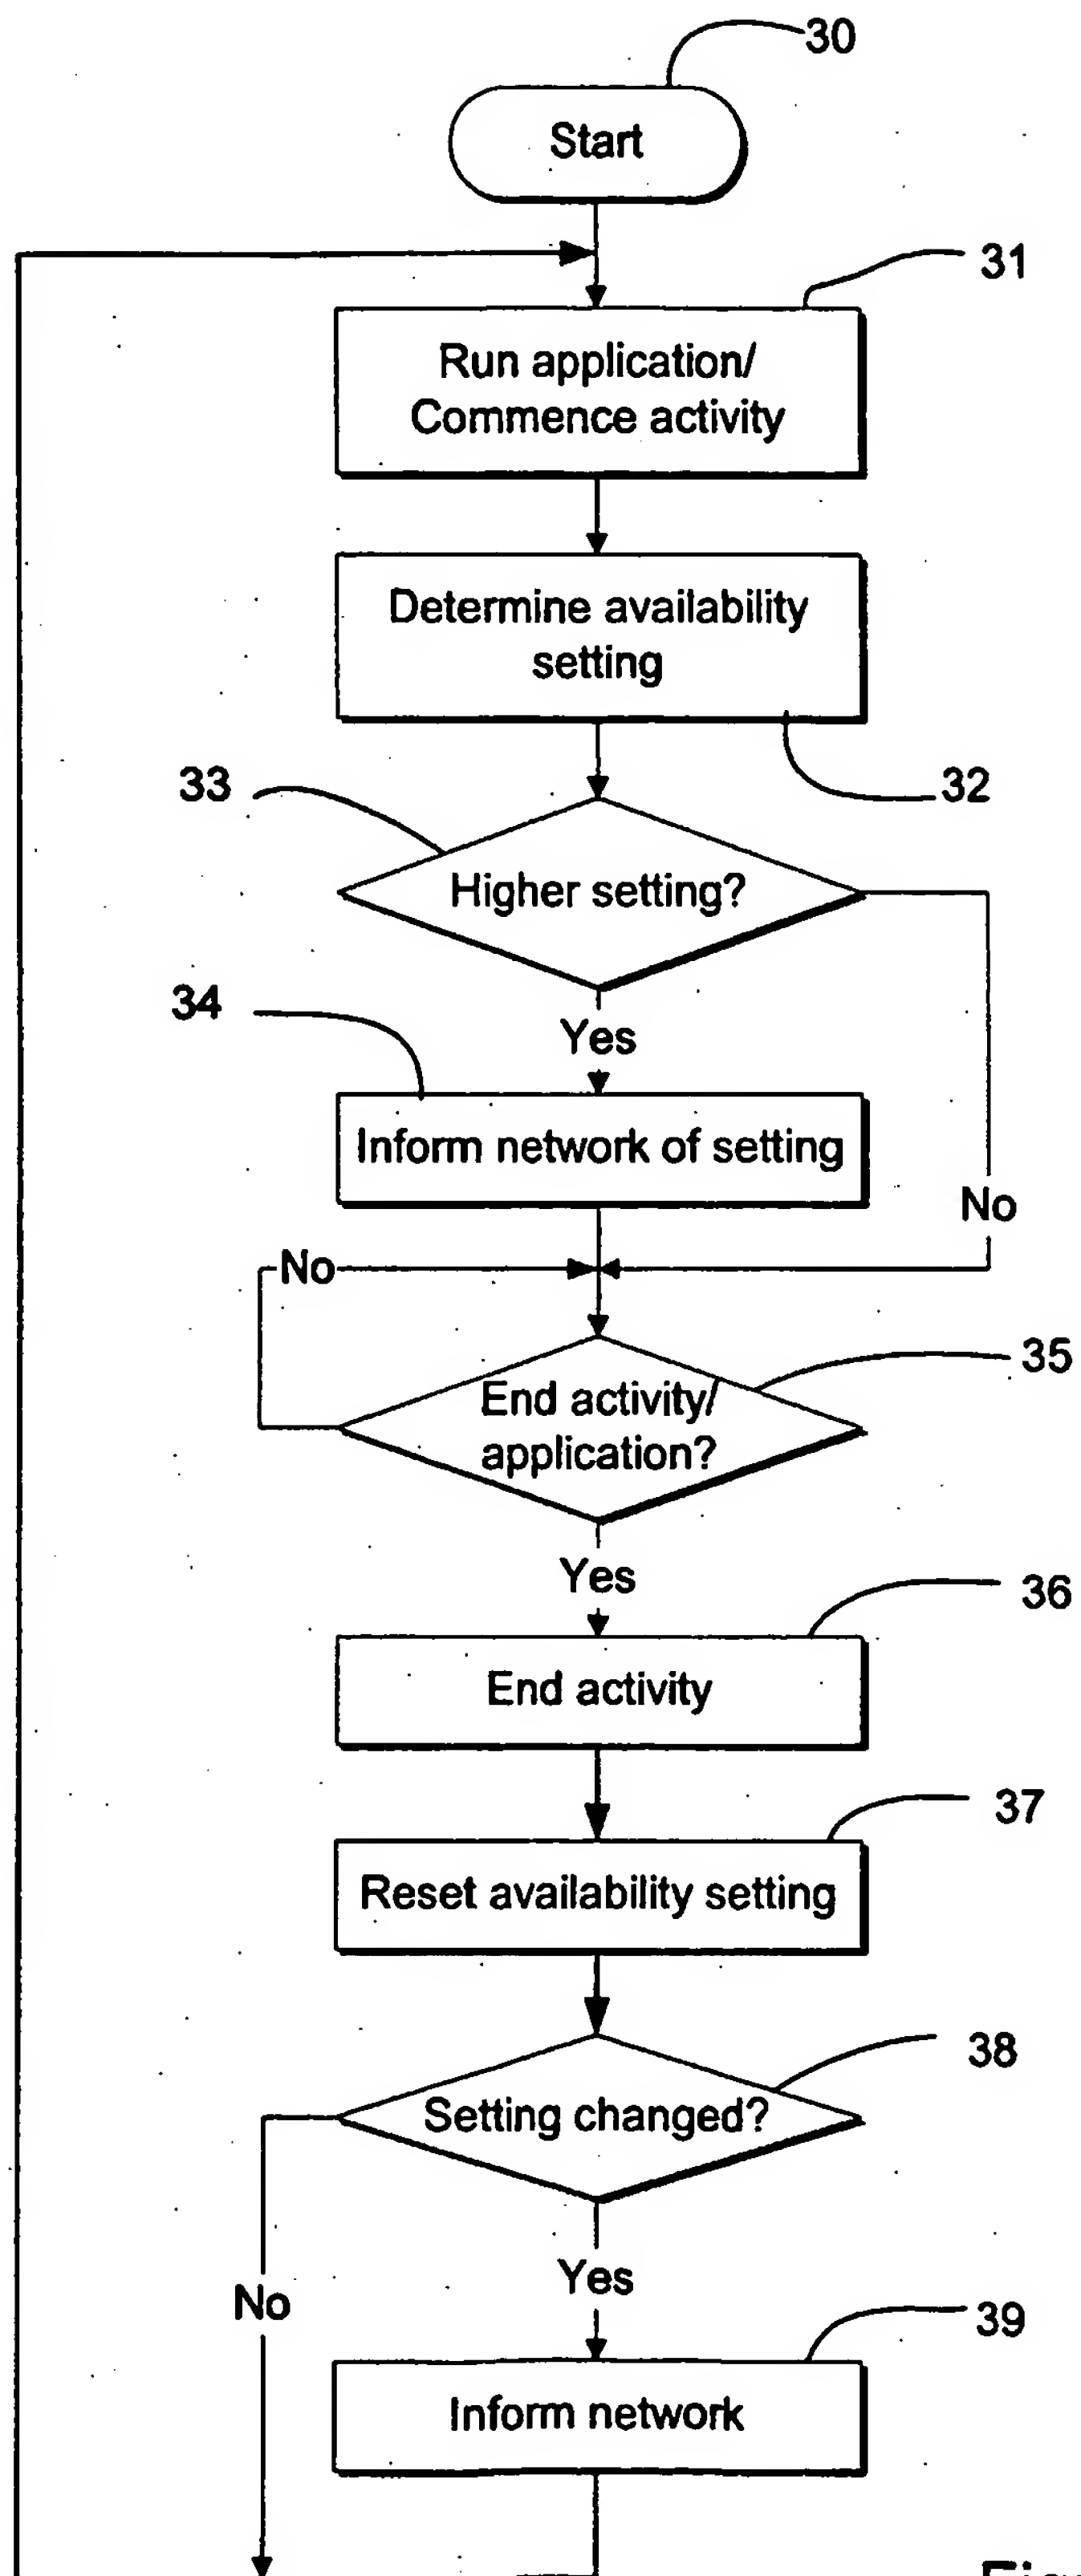 30
Start
31
Run application/
Commence activity
Determine availability
setting
32
33
Higher setting?
34
Yes
Inform network of setting
No
No
35
End activity/
application?
Yes
36
End activity
37
Reset availability setting
38
Setting changed?
Yes
No
39
Inform network